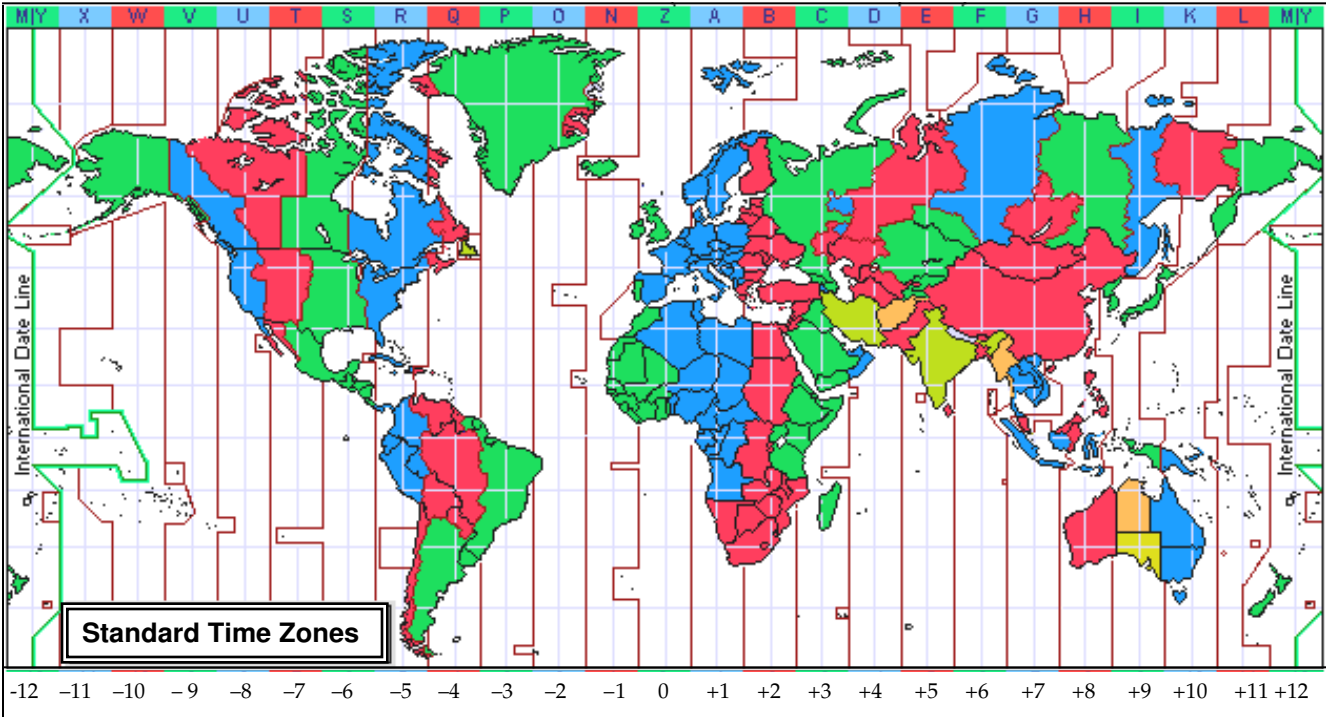 M|Y X W V U T S R Q P O N Z A B C D E F G H I K L M|Y
International Date Line
International Date Line
Standard Time Zones
-12 –11 –10 – 9 –8 –7 –6 –5 –4 –3 –2 –1 0 +1 +2 +3 +4 +5 +6 +7 +8 +9 +10 +11 +12